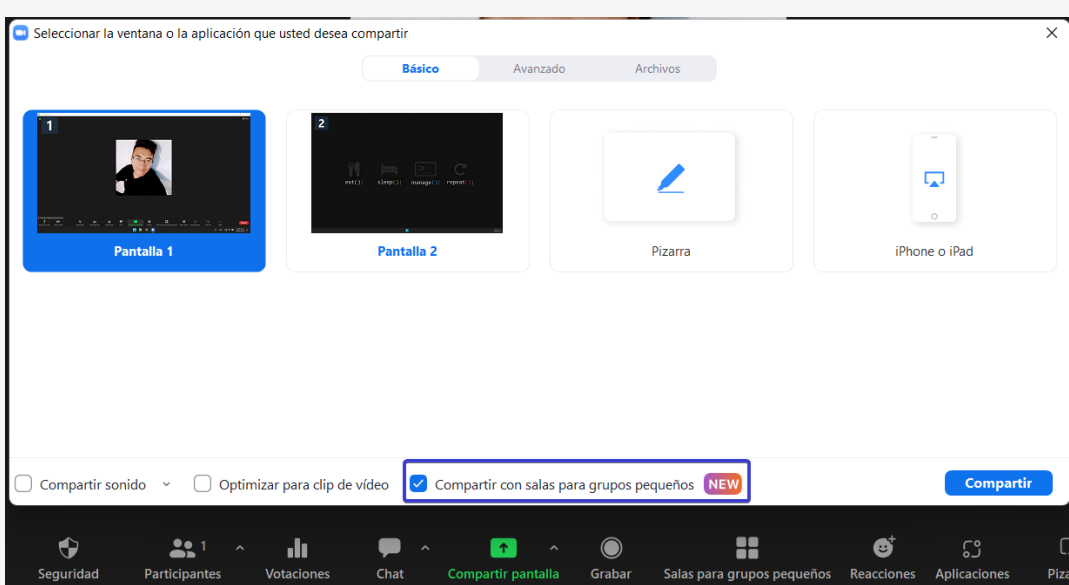 Seleccionar la ventana o la aplicación que usted desea compartir
Básico Avanzado Archivos
1
2
eat(); sleep(); manage(); repeat();
Pantalla 1 Pantalla 2 Pizarra iPhone o iPad
Compartir sonido Optimizar para clip de vídeo Compartir con salas para grupos pequeños NEW Compartir
1
Seguridad Participantes Votaciones Chat Compartir pantalla Grabar Salas para grupos pequeños Reacciones Aplicaciones